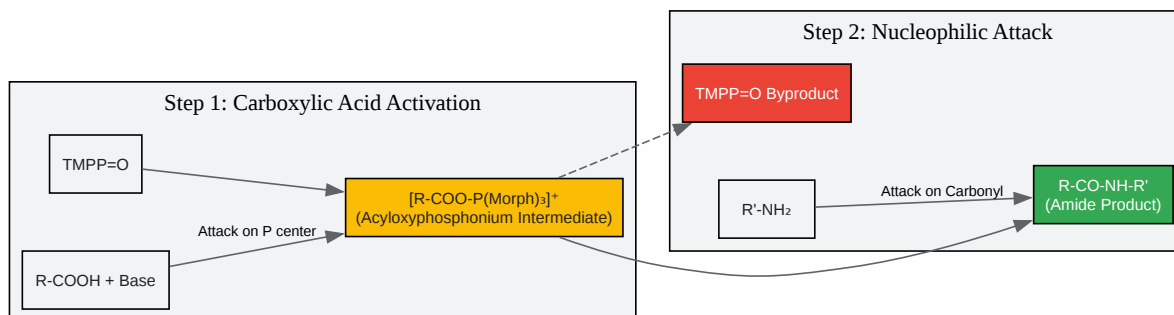 Step 1: Carboxylic Acid Activation
TMPP=O
R-COOH + Base
Attack on P center
[R-COO-P(Morph)₃]⁺
(Acyloxyphosphonium Intermediate)
Step 2: Nucleophilic Attack
TMPP=O Byproduct
R'-NH₂
Attack on Carbonyl
R-CO-NH-R'
(Amide Product)